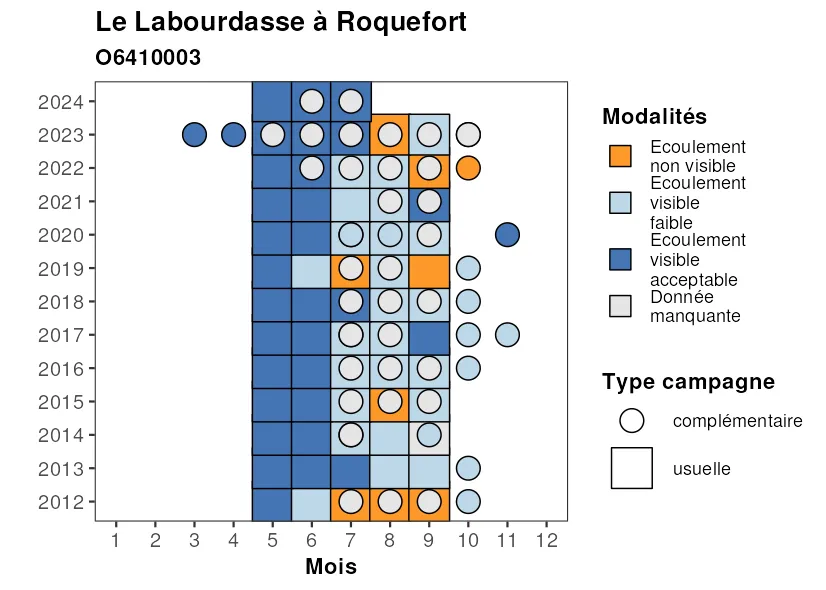 Le Labourdasse à Roquefort
O6410003
2024
2023
2022
2021
2020
2019
2018
2017
2016
2015
2014
2013
2012
1 2 3 4 5 6 7 8 9 10 11 12
Mois
Modalités
Ecoulement
non visible
Ecoulement
visible
faible
Ecoulement
visible
acceptable
Donnée
manquante
Type campagne
complémentaire
usuelle